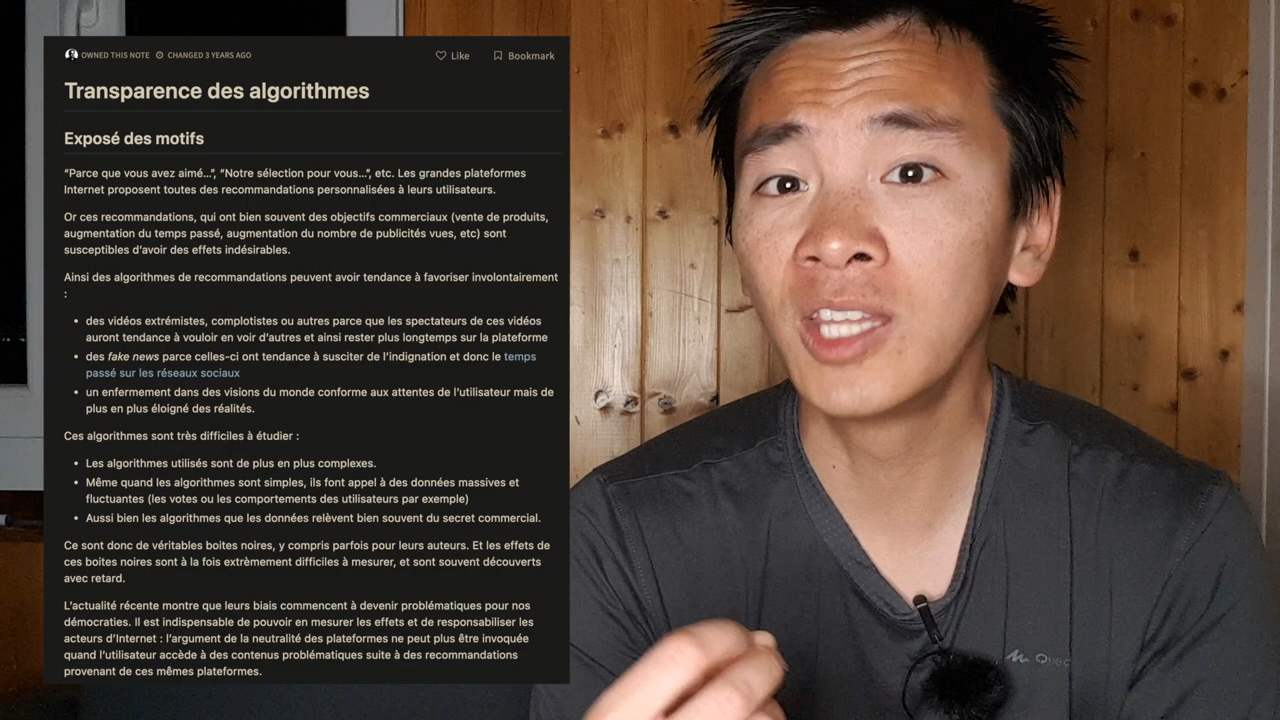 OWNED THIS NOTE CHANGED 3 YEARS AGO Like Bookmark
Transparence des algorithmes
Exposé des motifs
"Parce que vous avez aimé...", "Notre sélection pour vous...", etc. Les grandes plateformes
Internet proposent toutes des recommandations personnalisées à leurs utilisateurs.
Or ces recommandations, qui ont bien souvent des objectifs commerciaux (vente de produits,
augmentation du temps passé, augmentation du nombre de publicités vues, etc) sont
susceptibles d'avoir des effets indésirables.
Ainsi des algorithmes de recommandations peuvent avoir tendance à favoriser involontairement
:
• des vidéos extrémistes, complotistes ou autres parce que les spectateurs de ces vidéos
auront tendance à vouloir en voir d'autres et ainsi rester plus longtemps sur la plateforme
• des fake news parce celles-ci ont tendance à susciter de l'indignation et donc le temps
passé sur les réseaux sociaux
• un enfermement dans des visions du monde conforme aux attentes de l'utilisateur mais de
plus en plus éloigné des réalités.
Ces algorithmes sont très difficiles à étudier :
• Les algorithmes utilisés sont de plus en plus complexes.
• Même quand les algorithmes sont simples, ils font appel à des données massives et
fluctuantes (les votes ou les comportements des utilisateurs par exemple)
• Aussi bien les algorithmes que les données relèvent bien souvent du secret commercial.
Ce sont donc de véritables boites noires, y compris parfois pour leurs auteurs. Et les effets de
ces boites noires sont à la fois extrèmement difficiles à mesurer, et sont souvent découverts
avec retard.
L'actualité récente montre que leurs biais commencent à devenir problématiques pour nos
démocraties. Il est indispensable de pouvoir en mesurer les effets et de responsabiliser les
acteurs d'Internet : l'argument de la neutralité des plateformes ne peut plus être invoquée
quand l'utilisateur accède à des contenus problématiques suite à des recommandations
provenant de ces mêmes plateformes.